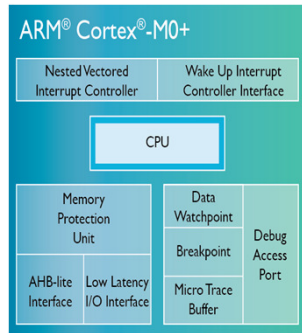 ARM® Cortex®-M0+
Nested Vectored
Interrupt Controller
Wake Up Interrupt
Controller Interface
CPU
Memory
Protection
Unit
AHB-lite
Interface
Low Latency
I/O Interface
Data
Watchpoint
Breakpoint
Micro Trace
Buffer
Debug
Access
Port